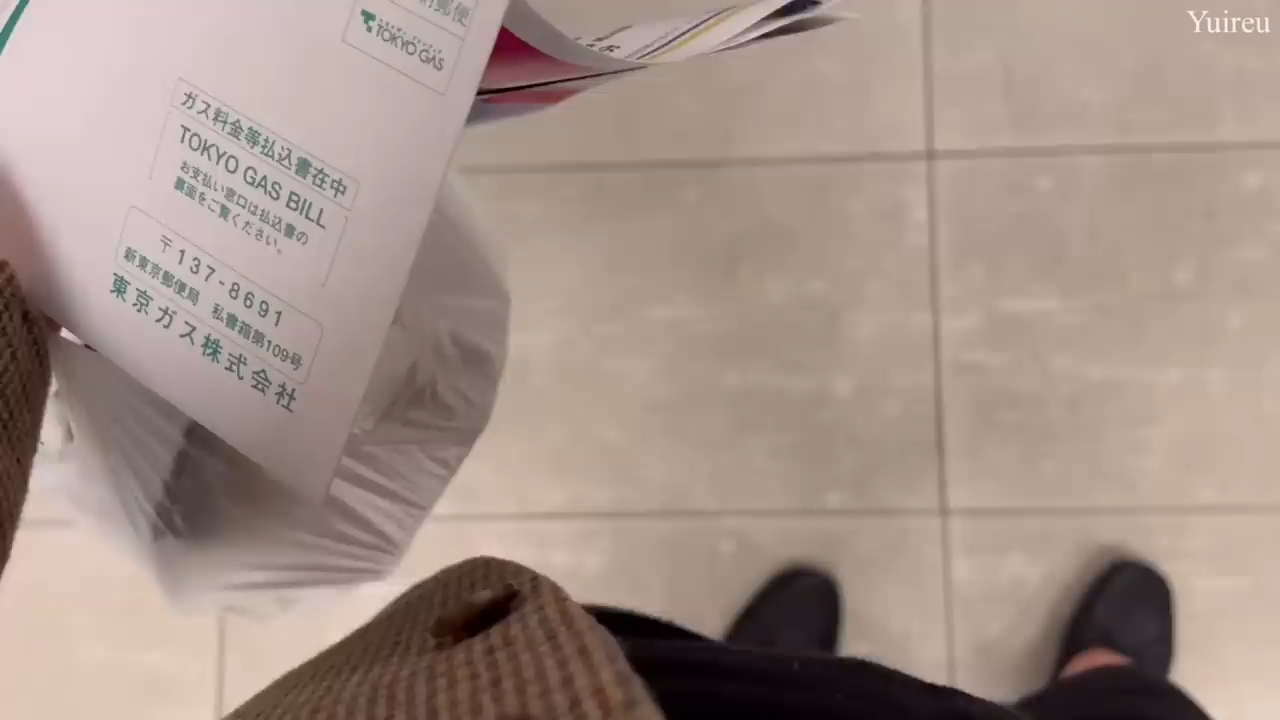 Yuireu
郵便
TOKYO GAS
ガス料金等払込書在中
TOKYO GAS BILL
お支払い窓口は払込書の
裏面をご覧ください。
〒137-8691
新東京郵便局 私書箱第109号
東京ガス株式会社